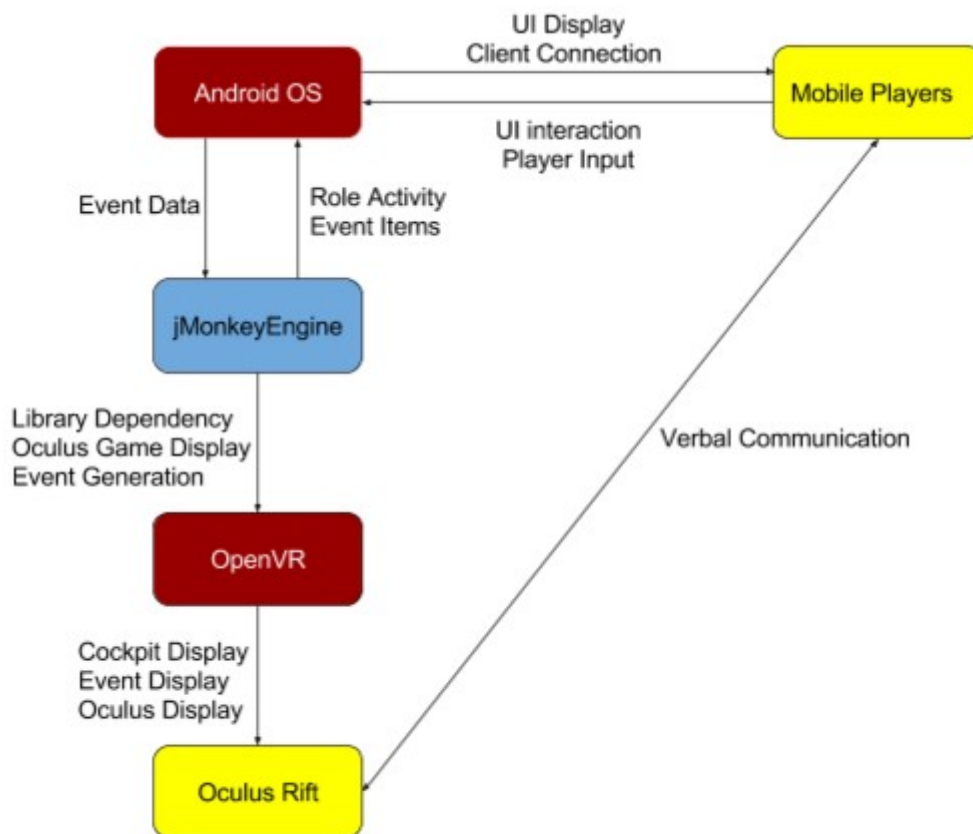 UI Display
Client Connection
Android OS
Mobile Players
UI interaction
Player Input
Event Data
Role Activity
Event Items
jMonkeyEngine
Library Dependency
Oculus Game Display
Event Generation
Verbal Communication
OpenVR
Cockpit Display
Event Display
Oculus Display
Oculus Rift